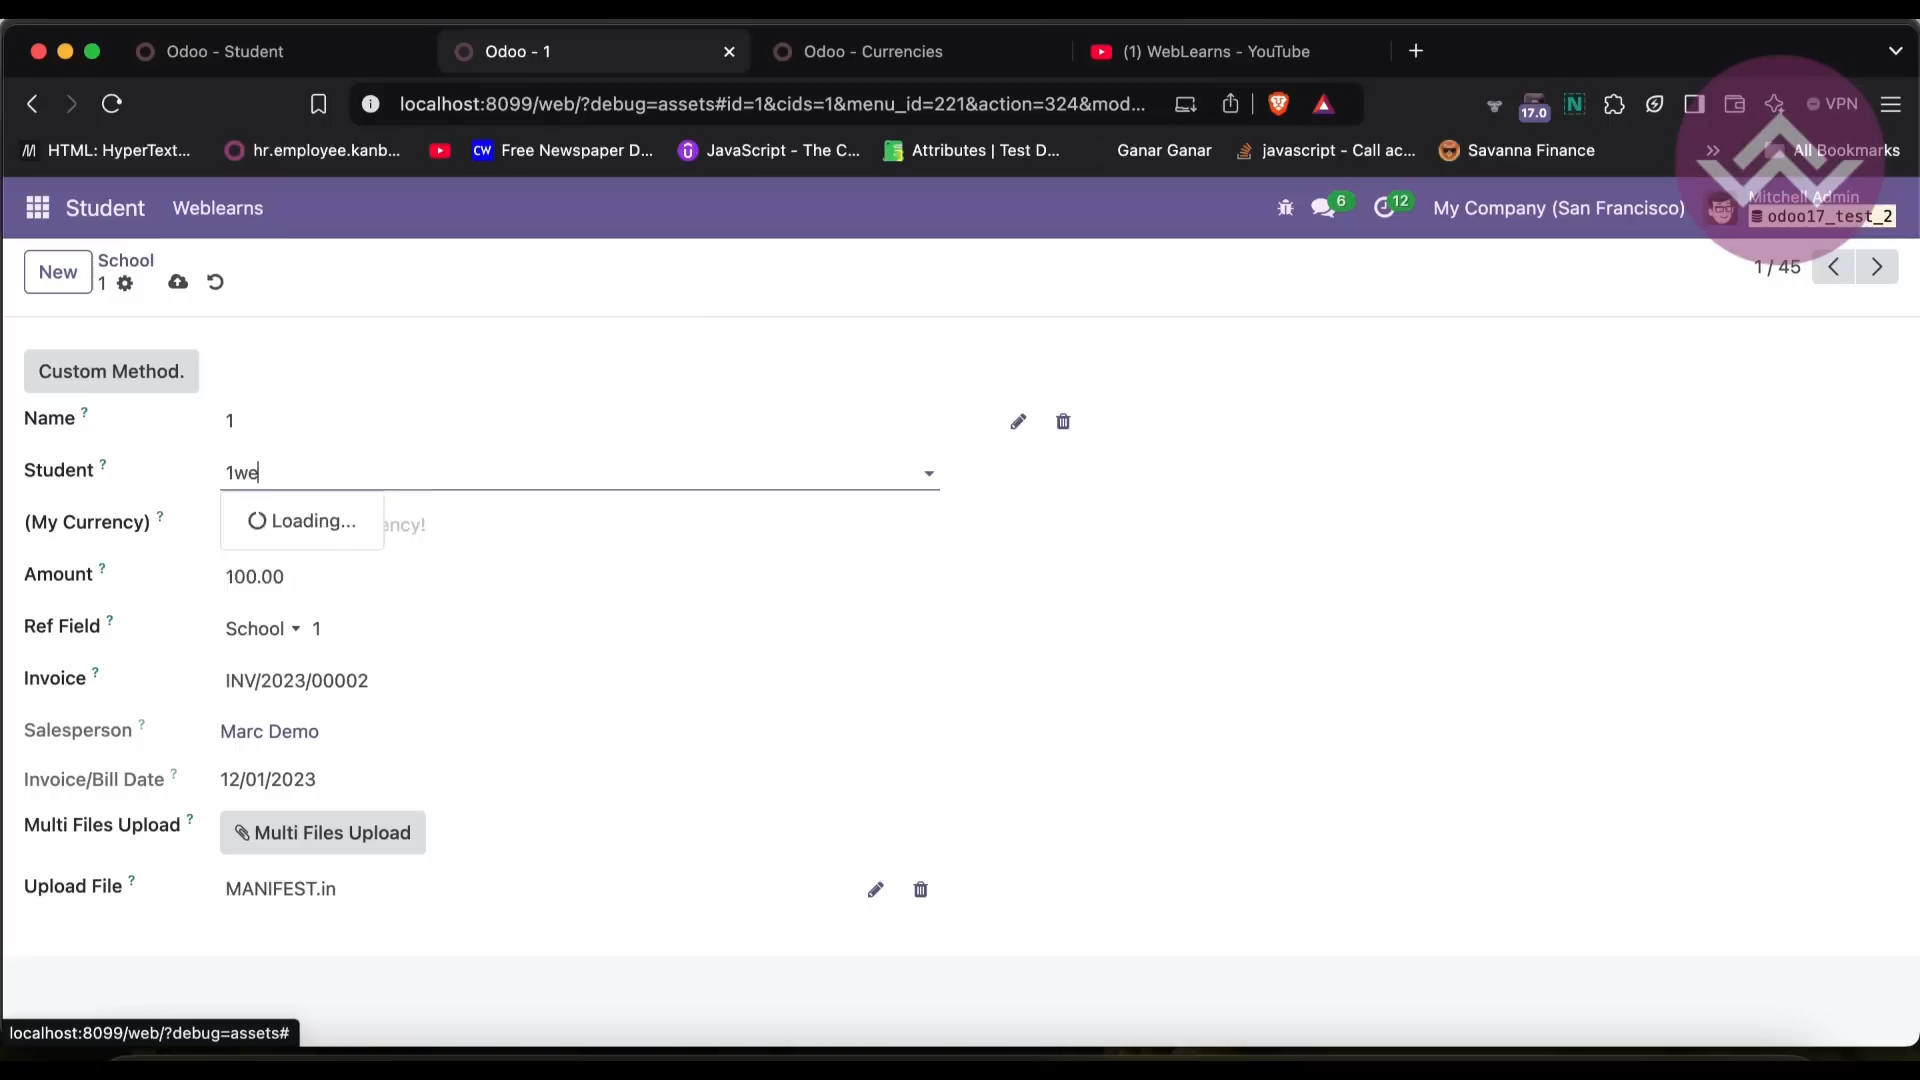 Odoo - Student
Odoo - 1
Odoo - Currencies
(1) WebLearns - YouTube
localhost:8099/web/?debug=assets#id=1&cids=1&menu_id=221&action=324&mod...
17.0
N
VPN
HTML: HyperText...
hr.employee.kanb...
CW Free Newspaper D...
JavaScript - The C...
Attributes | Test D...
Ganar Ganar
javascript - Call ac...
Savanna Finance
All Bookmarks
Student
Weblearns
6
12
My Company (San Francisco)
Mitchell Admin
odoo17_test_2
New
School
1
1 / 45
Custom Method.
Name ?
1
Student ?
1we
(My Currency) ?
Loading...
ency!
Amount ?
100.00
Ref Field ?
School 1
Invoice ?
INV/2023/00002
Salesperson ?
Marc Demo
Invoice/Bill Date ?
12/01/2023
Multi Files Upload ?
Multi Files Upload
Upload File ?
MANIFEST.in
localhost:8099/web/?debug=assets#